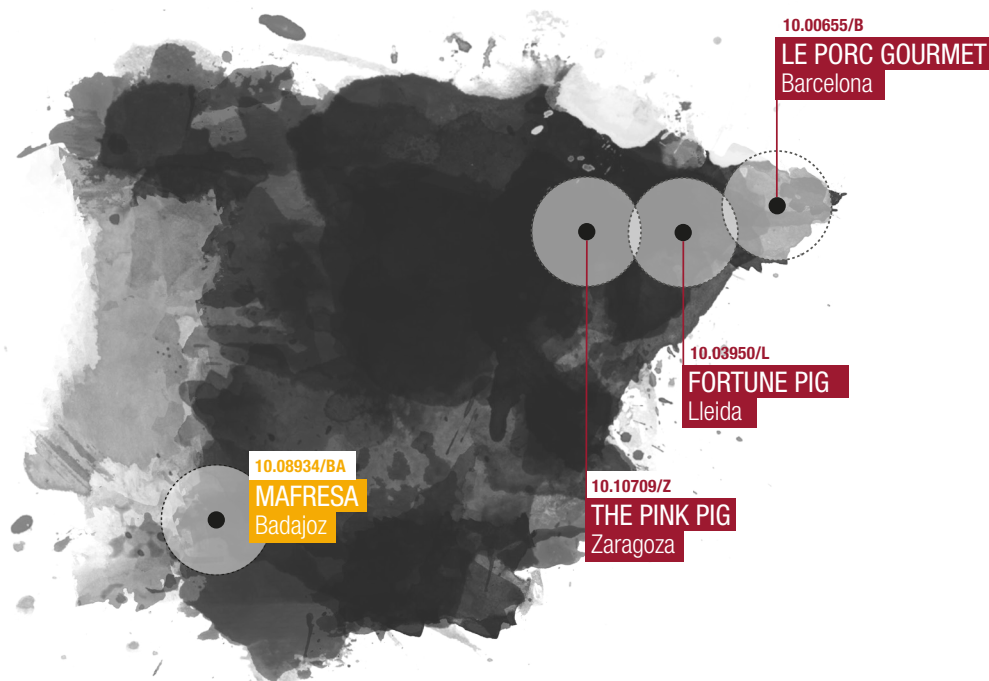 10.00655/B
LE PORC GOURMET
Barcelona
10.03950/L
FORTUNE PIG
Lleida
10.08934/BA
MAFRESA
Badajoz
10.10709/Z
THE PINK PIG
Zaragoza